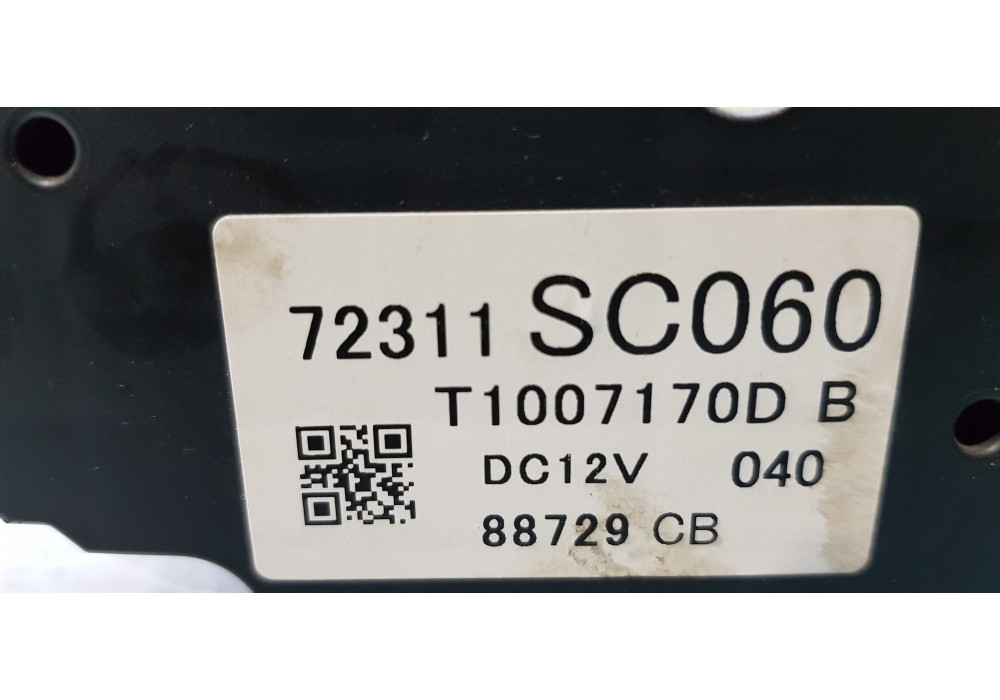 72311 SC060
T1007170D B
DC12V 040
88729 CB